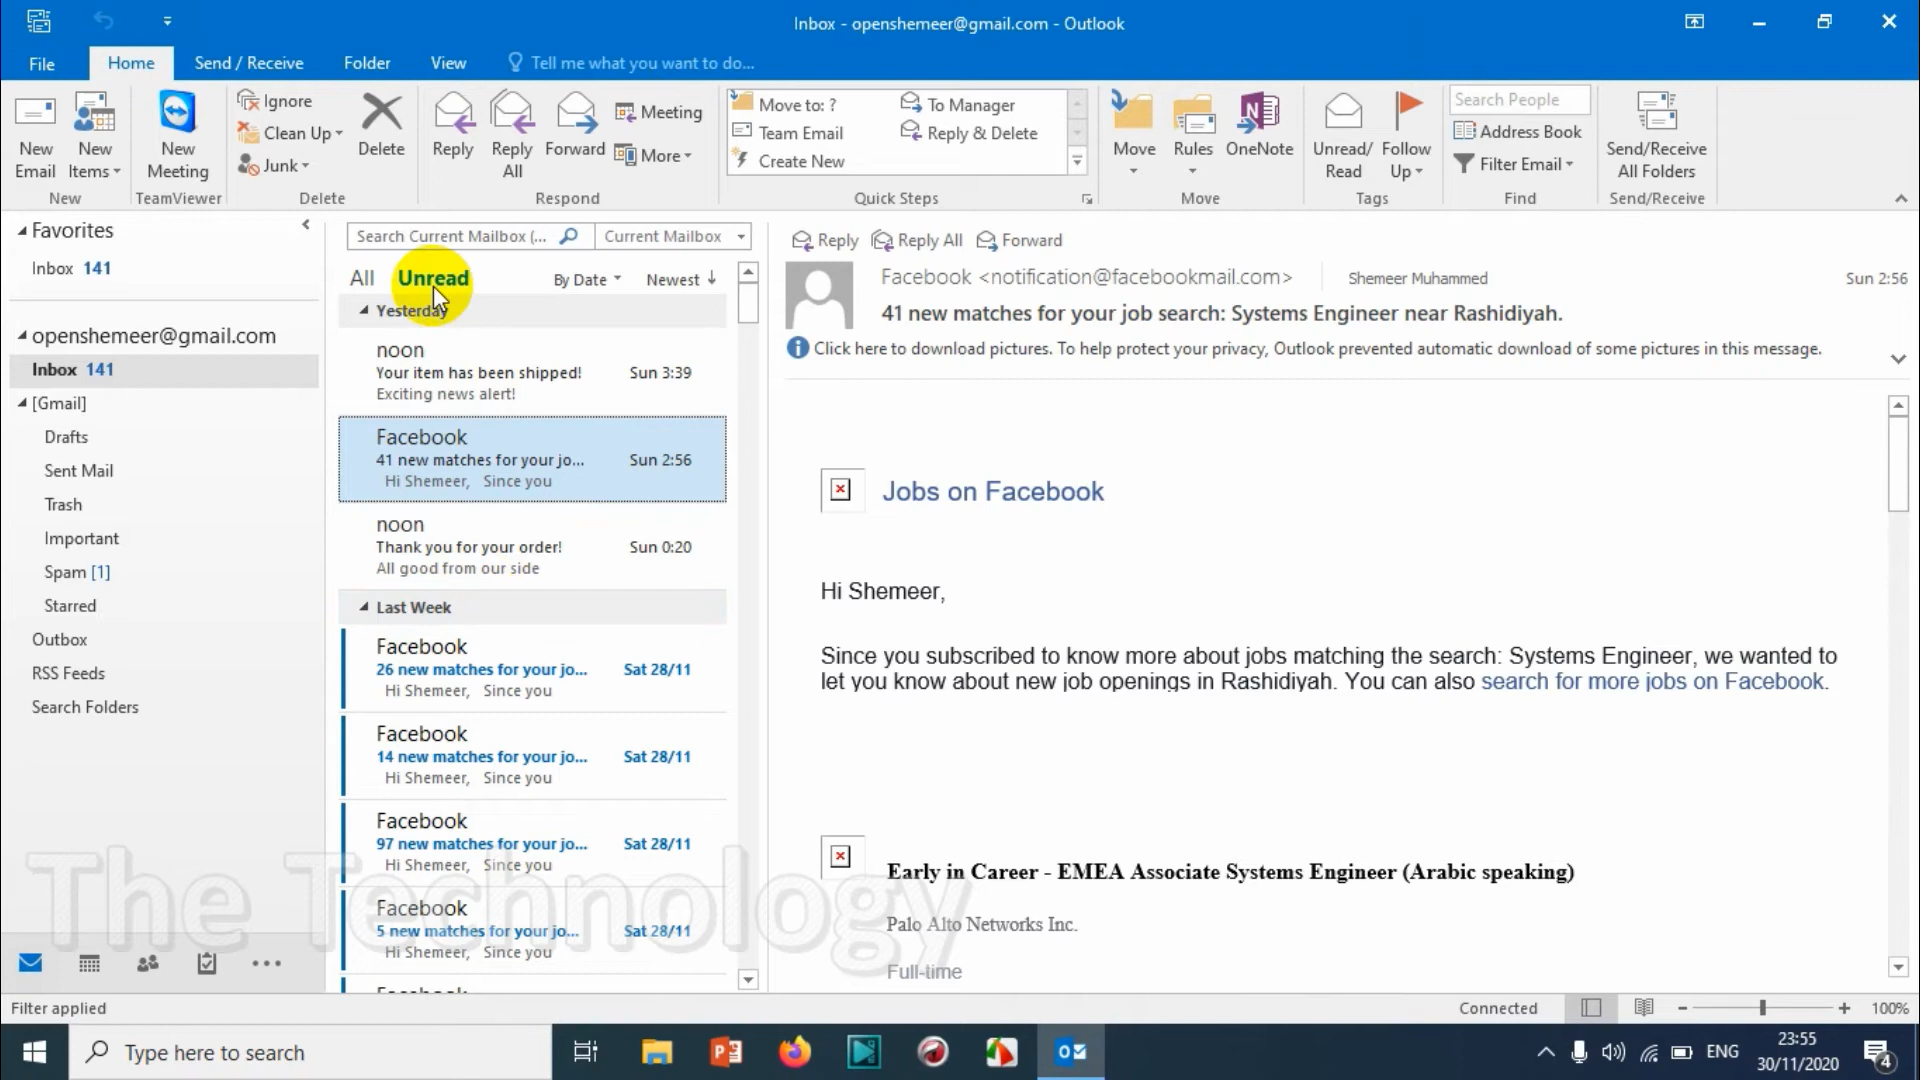 Inbox - openshemeer@gmail.com - Outlook
File
Home
Send / Receive
Folder
View
Tell me what you want to do...
New
Email
New
Items
New
New
Meeting
TeamViewer
Ignore
Clean Up
Junk
Delete
Delete
Reply
Reply
All
Forward
Meeting
More
Respond
Move to: ?
Team Email
Create New
To Manager
Reply & Delete
Quick Steps
Move
Rules
OneNote
Move
Unread/
Read
Follow
Up
Tags
Search People
Address Book
Filter Email
Find
Send/Receive
All Folders
Send/Receive
Favorites
Inbox 141
openshemeer@gmail.com
Inbox 141
[Gmail]
Drafts
Sent Mail
Trash
Important
Spam [1]
Starred
Outbox
RSS Feeds
Search Folders
Search Current Mailbox (...
Current Mailbox
All
Unread
By Date
Newest
Yesterday
noon
Your item has been shipped! Sun 3:39
Exciting news alert!
Facebook
41 new matches for your jo... Sun 2:56
Hi Shemeer, Since you
noon
Thank you for your order! Sun 0:20
All good from our side
Last Week
Facebook
26 new matches for your jo... Sat 28/11
Hi Shemeer, Since you
Facebook
14 new matches for your jo... Sat 28/11
Hi Shemeer, Since you
Facebook
97 new matches for your jo... Sat 28/11
Hi Shemeer, Since you
Facebook
5 new matches for your jo... Sat 28/11
Hi Shemeer, Since you
Facebook
Reply
Reply All
Forward
Facebook <notification@facebookmail.com>
Shemeer Muhammed
Sun 2:56
41 new matches for your job search: Systems Engineer near Rashidiyah.
Click here to download pictures. To help protect your privacy, Outlook prevented automatic download of some pictures in this message.
Jobs on Facebook
Hi Shemeer,
Since you subscribed to know more about jobs matching the search: Systems Engineer, we wanted to
let you know about new job openings in Rashidiyah. You can also search for more jobs on Facebook.
Early in Career - EMEA Associate Systems Engineer (Arabic speaking)
Palo Alto Networks Inc.
Full-time
The Technology
Filter applied
Connected
100%
Type here to search
ENG
23:55
30/11/2020
4